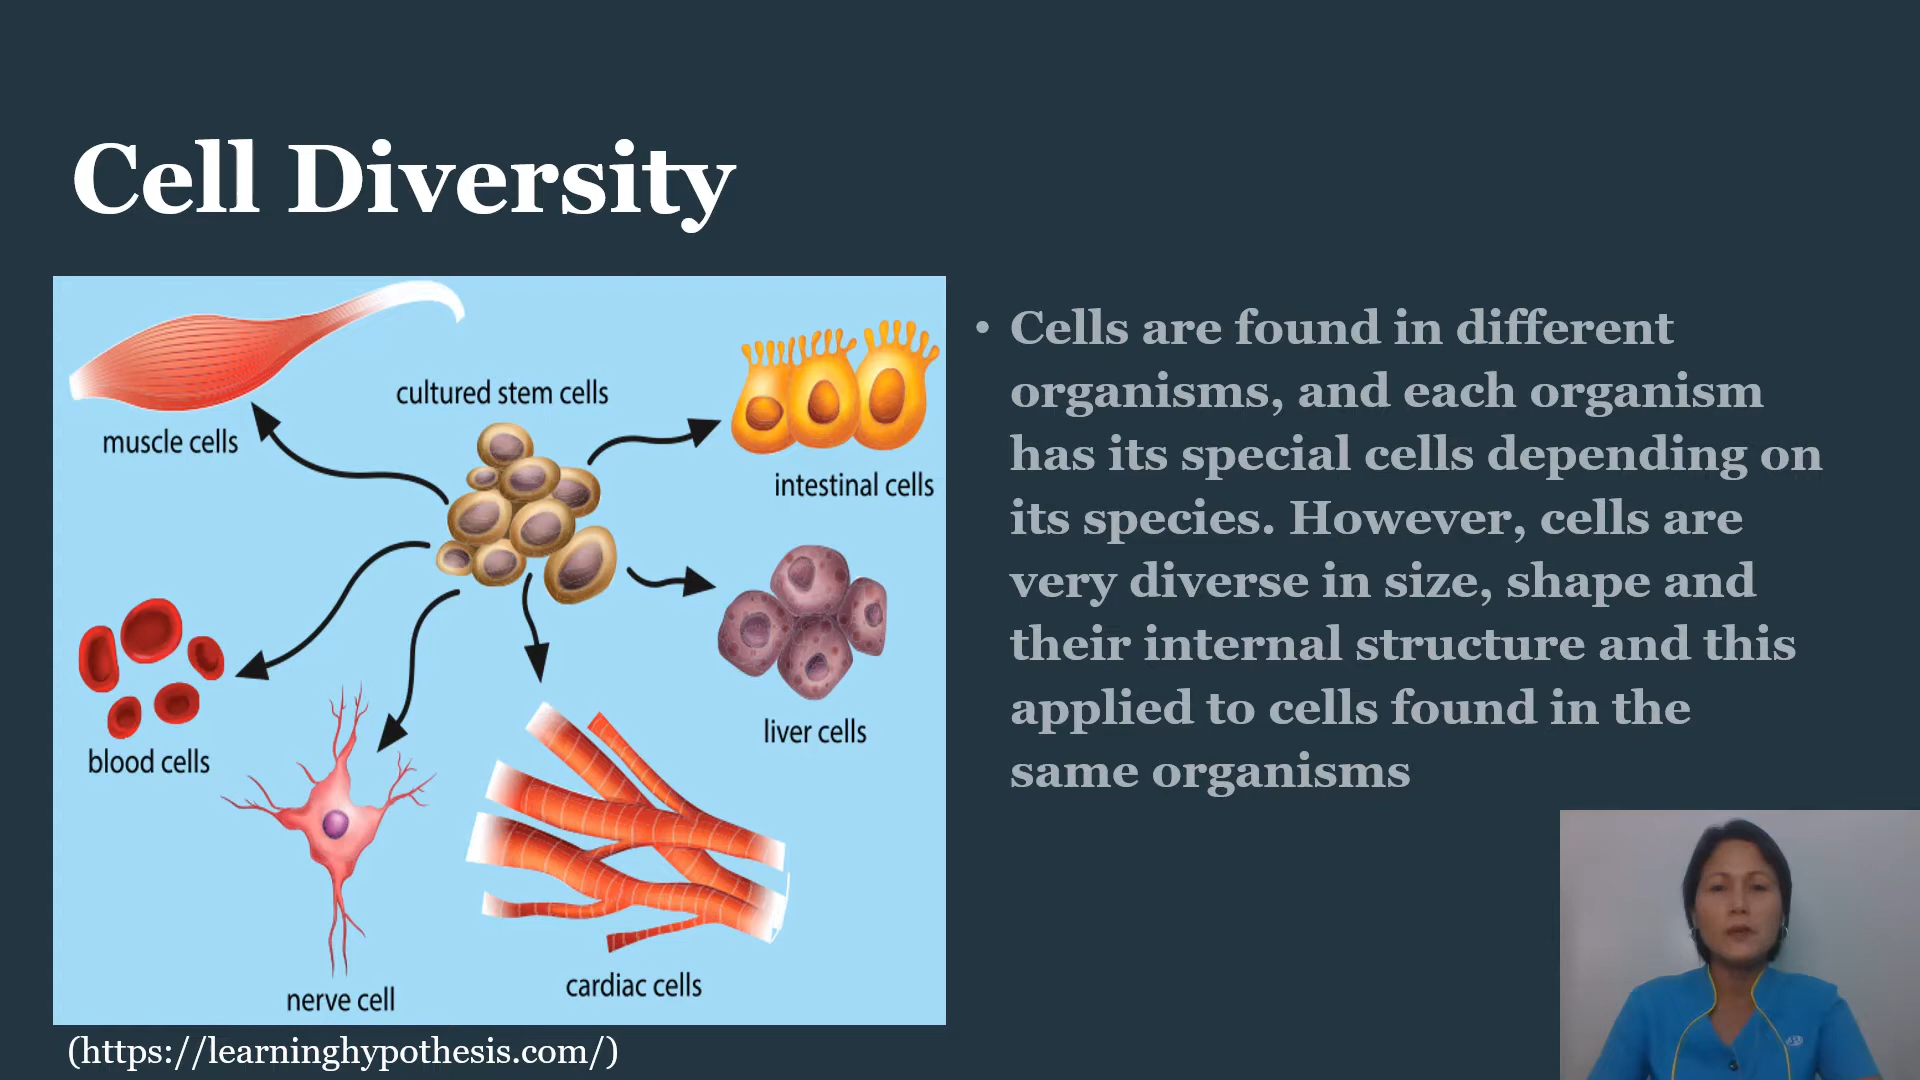 Cell Diversity
cultured stem cells
muscle cells
intestinal cells
blood cells
liver cells
nerve cell
cardiac cells
(https://learninghypothesis.com/)
• Cells are found in different
organisms, and each organism
has its special cells depending on
its species. However, cells are
very diverse in size, shape and
their internal structure and this
applied to cells found in the
same organisms